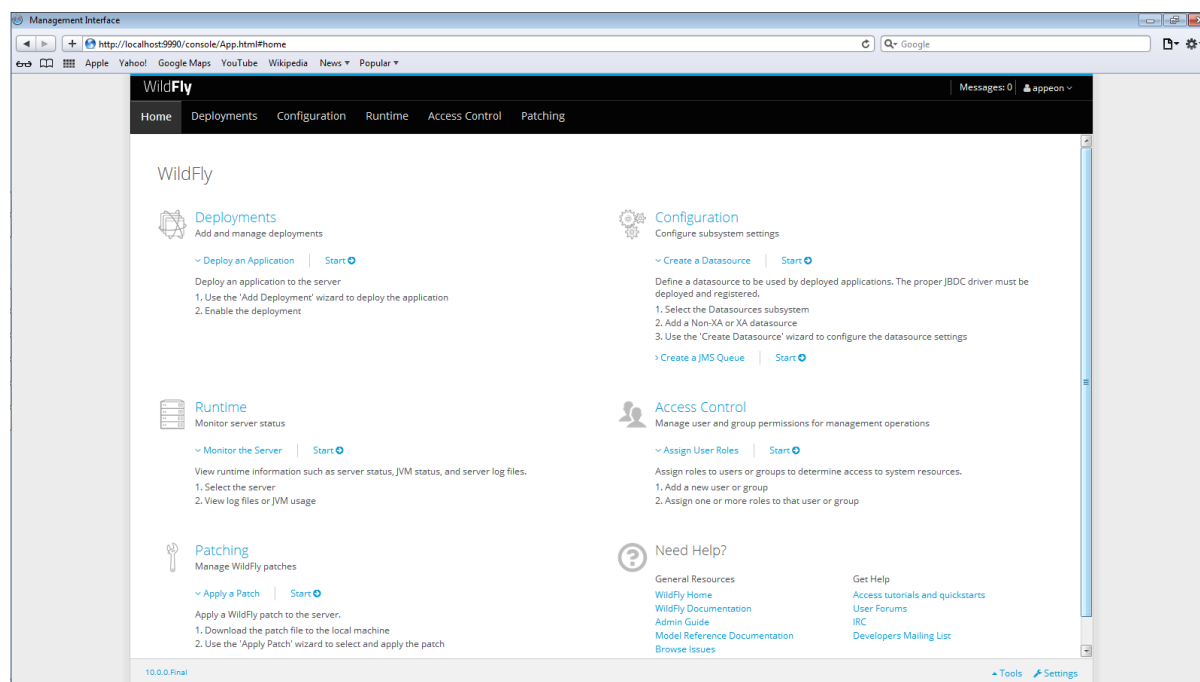 Management Interface
http://localhost:9990/console/App.html#home
Google
Apple Yahoo! Google Maps YouTube Wikipedia News Popular
WildFly
Messages: 0 appeon
Home Deployments Configuration Runtime Access Control Patching
WildFly
Deployments
Add and manage deployments
Deploy an Application Start
Deploy an application to the server
1. Use the 'Add Deployment' wizard to deploy the application
2. Enable the deployment
Configuration
Configure subsystem settings
Create a Datasource Start
Define a datasource to be used by deployed applications. The proper JBDC driver must be
deployed and registered.
1. Select the Datasources subsystem
2. Add a Non-XA or XA datasource
3. Use the 'Create Datasource' wizard to configure the datasource settings
Create a JMS Queue Start
Runtime
Monitor server status
Monitor the Server Start
View runtime information such as server status, JVM status, and server log files.
1. Select the server
2. View log files or JVM usage
Access Control
Manage user and group permissions for management operations
Assign User Roles Start
Assign roles to users or groups to determine access to system resources.
1. Add a new user or group
2. Assign one or more roles to that user or group
Patching
Manage WildFly patches
Apply a Patch Start
Apply a WildFly patch to the server.
1. Download the patch file to the local machine
2. Use the 'Apply Patch' wizard to select and apply the patch
Need Help?
General Resources
WildFly Home
WildFly Documentation
Admin Guide
Model Reference Documentation
Browse Issues
Get Help
Access tutorials and quickstarts
User Forums
IRC
Developers Mailing List
10.0.0.Final
Tools Settings